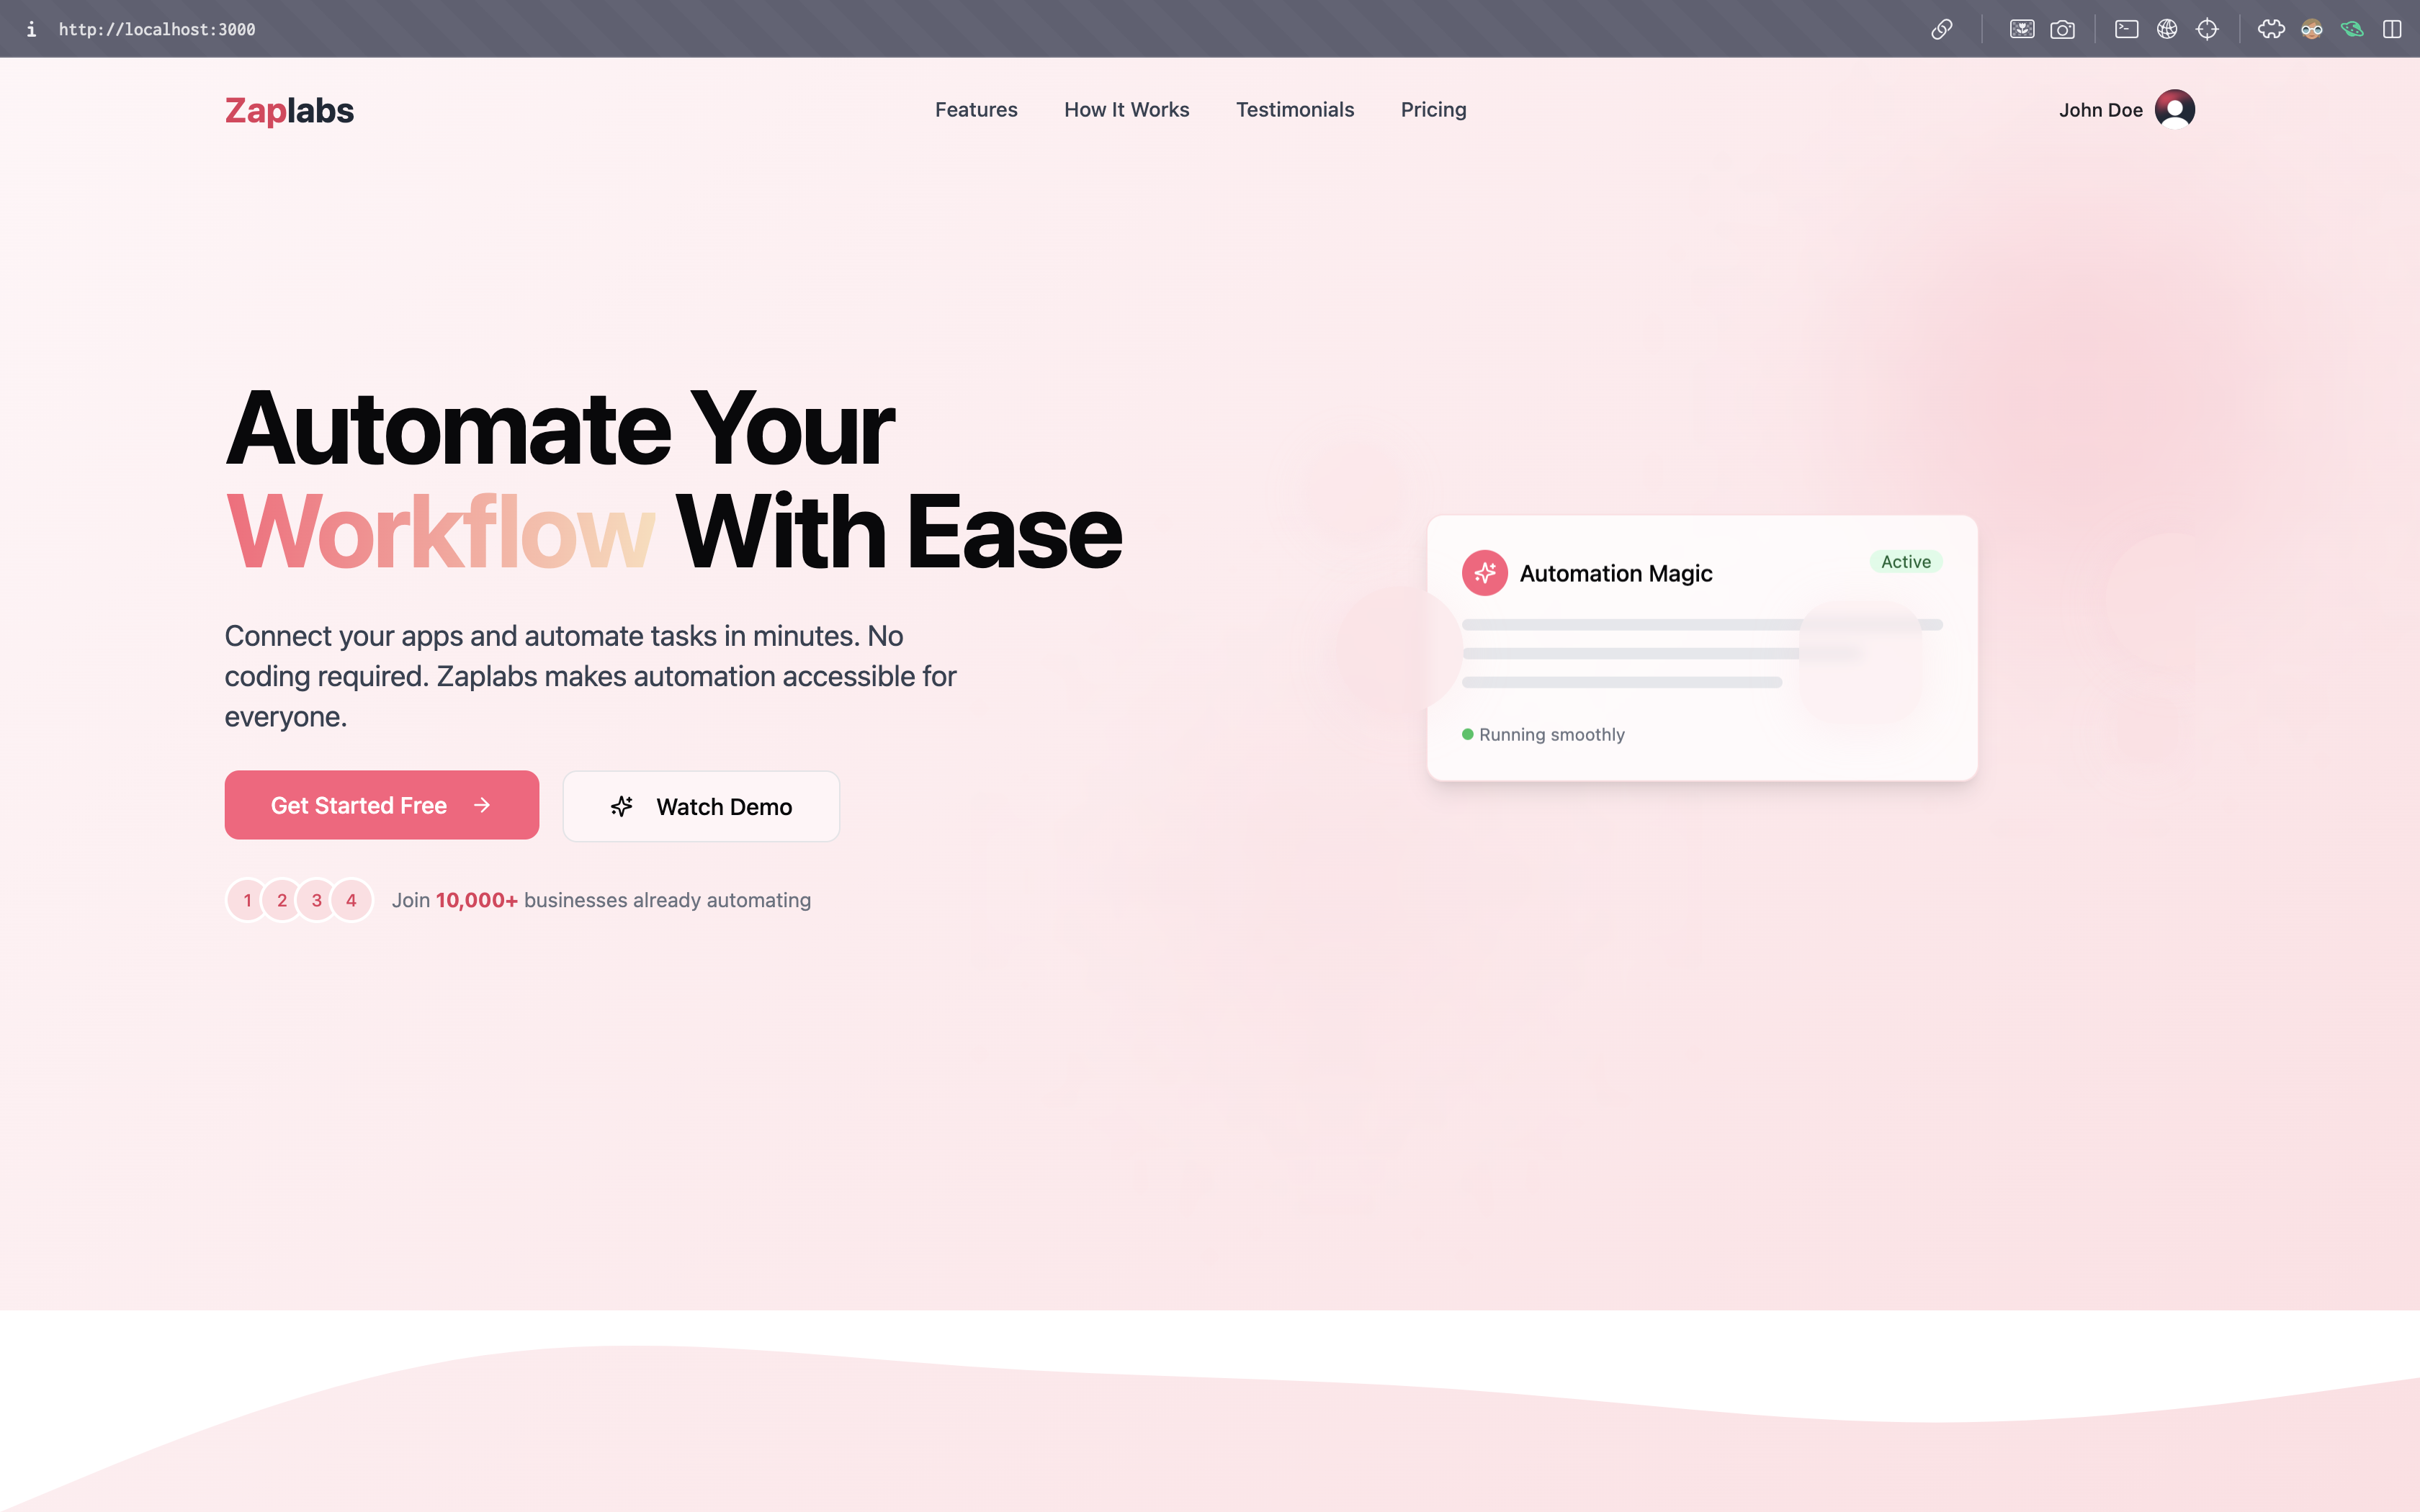 i http://localhost:3000
Zaplabs
Features How It Works Testimonials Pricing
John Doe
Automate Your
Workflow With Ease
Connect your apps and automate tasks in minutes. No
coding required. Zaplabs makes automation accessible for
everyone.
Get Started Free
Watch Demo
1 2 3 4
Join 10,000+ businesses already automating
Automation Magic
Active
Running smoothly